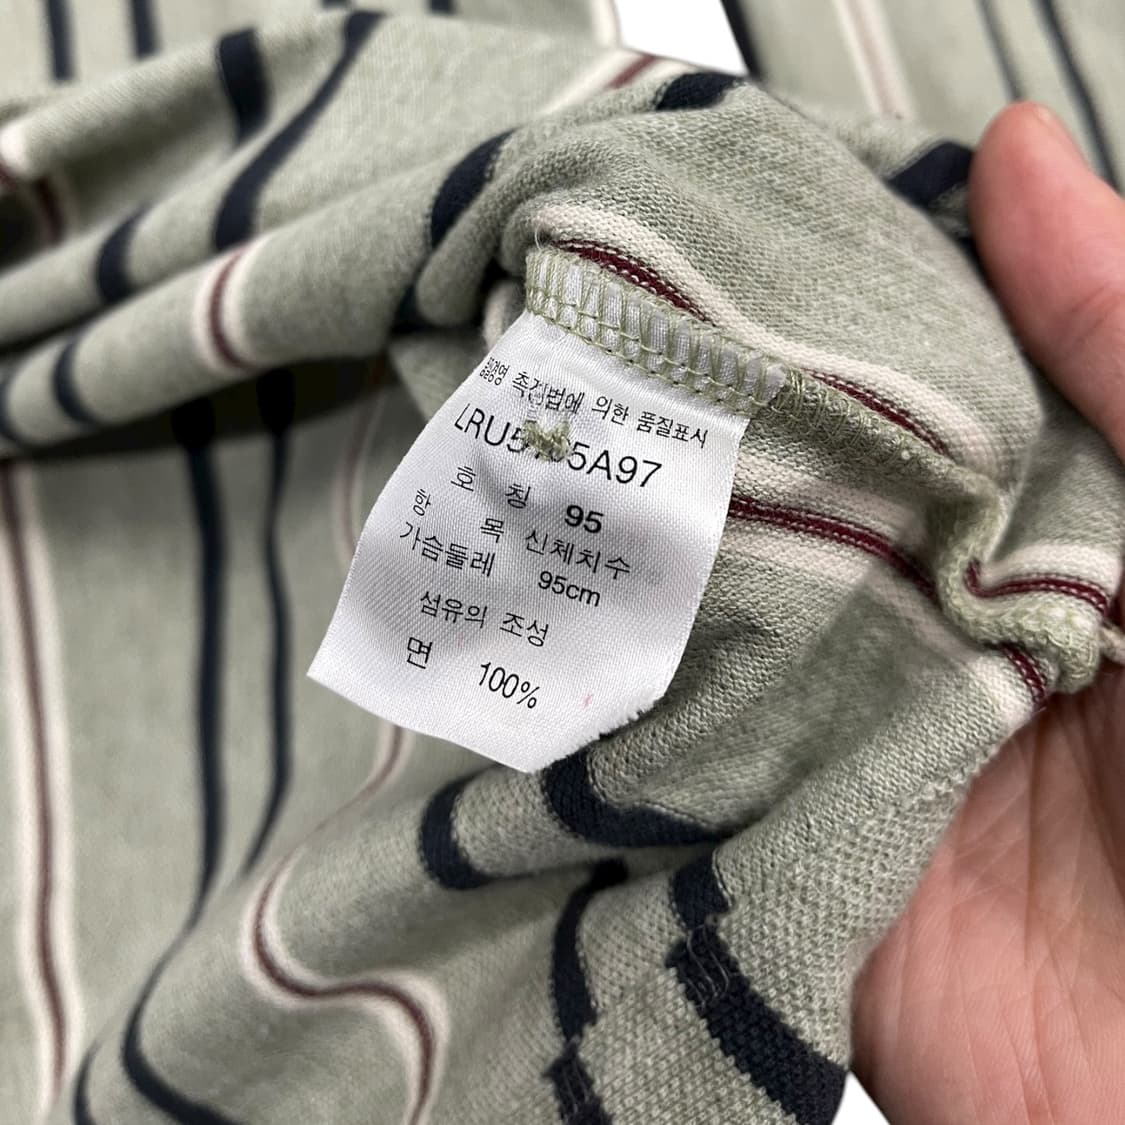 품경영 촉진법에 의한 품질표시
호 칭 95
항 목 신체치수
가슴둘레 95cm
섬유의 조성
면 100%